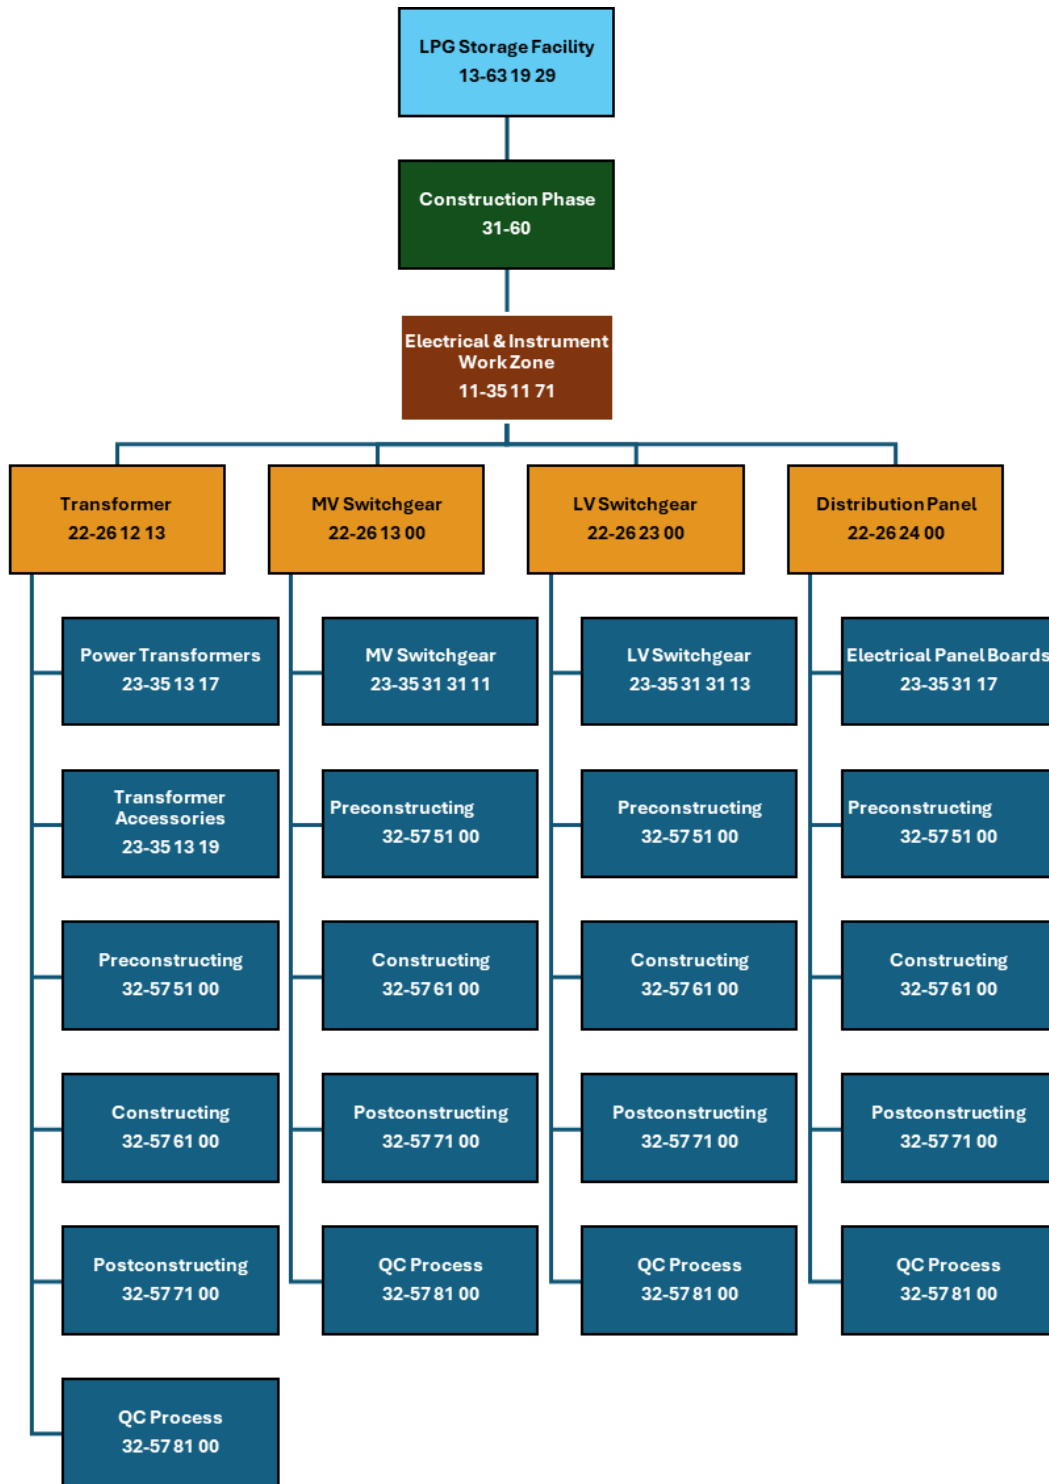 LPG Storage Facility
13-63 19 29
Construction Phase
31-60
Electrical & Instrument
Work Zone
11-35 11 71
Transformer
22-26 12 13
MV Switchgear
22-26 13 00
LV Switchgear
22-26 23 00
Distribution Panel
22-26 24 00
Power Transformers
23-35 13 17
MV Switchgear
23-35 31 31 11
LV Switchgear
23-35 31 31 13
Electrical Panel Boards
23-35 31 17
Transformer
Accessories
23-35 13 19
Preconstructing
32-57 51 00
Preconstructing
32-57 51 00
Preconstructing
32-57 51 00
Preconstructing
32-57 51 00
Constructing
32-57 61 00
Constructing
32-57 61 00
Constructing
32-57 61 00
Constructing
32-57 61 00
Postconstructing
32-57 71 00
Postconstructing
32-57 71 00
Postconstructing
32-57 71 00
Postconstructing
32-57 71 00
QC Process
32-57 81 00
QC Process
32-57 81 00
QC Process
32-57 81 00
QC Process
32-57 81 00